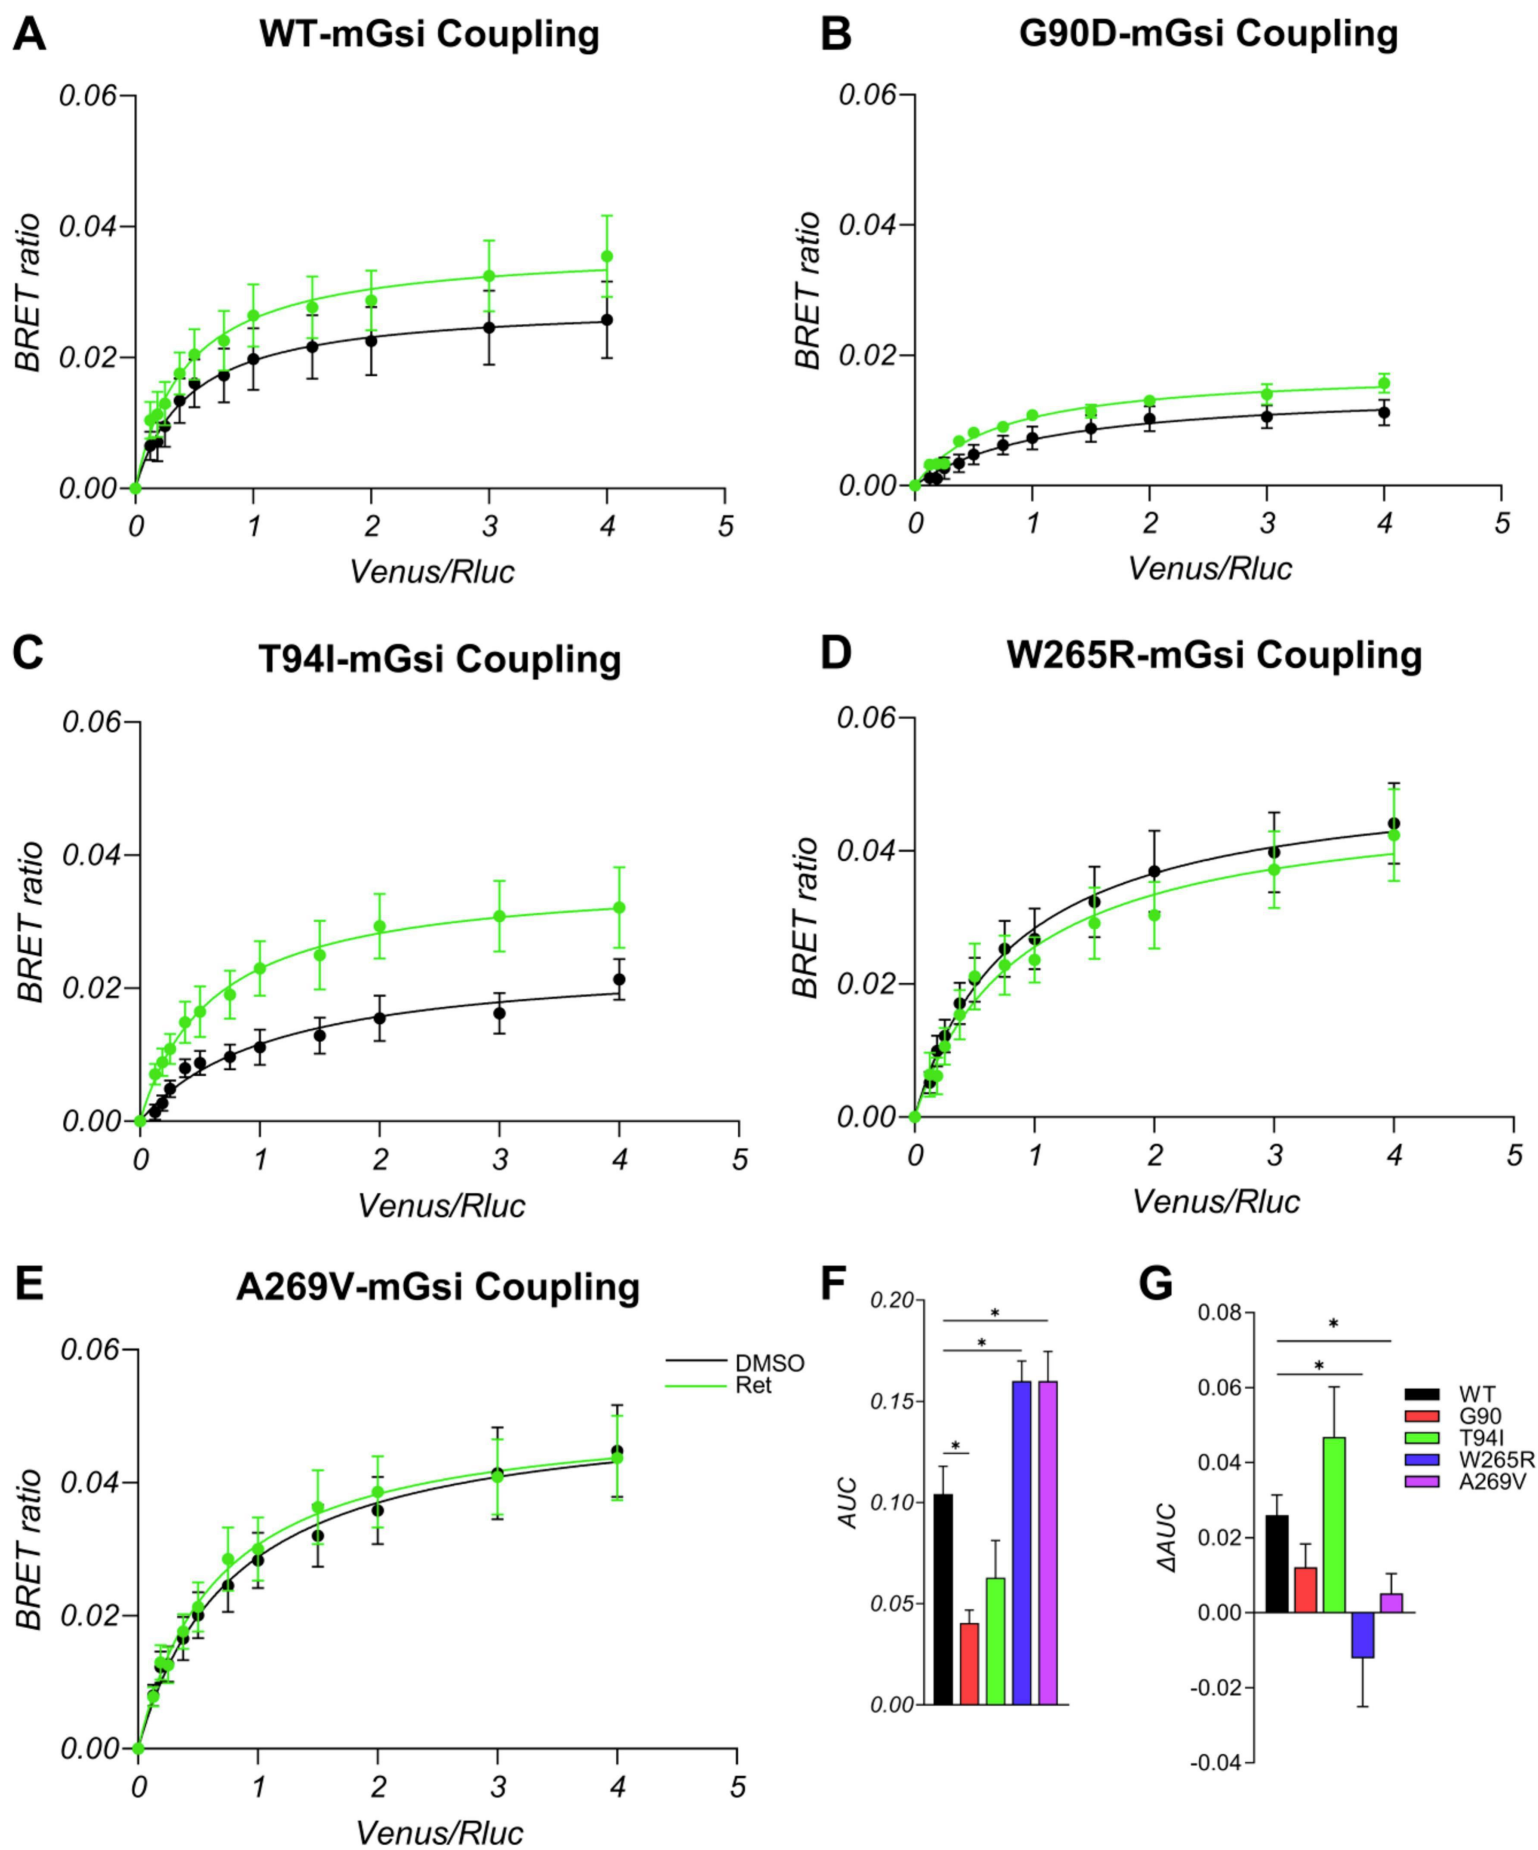 A WT-mGsi Coupling
0.06
0.04
0.02
0.00
BRET ratio
0 1 2 3 4 5
Venus/Rluc
B G90D-mGsi Coupling
0.06
0.04
0.02
0.00
BRET ratio
0 1 2 3 4 5
Venus/Rluc
C T94I-mGsi Coupling
0.06
0.04
0.02
0.00
BRET ratio
0 1 2 3 4 5
Venus/Rluc
D W265R-mGsi Coupling
0.06
0.04
0.02
0.00
BRET ratio
0 1 2 3 4 5
Venus/Rluc
E A269V-mGsi Coupling
0.06
0.04
0.02
0.00
BRET ratio
0 1 2 3 4 5
Venus/Rluc
DMSO
Ret
F
0.20
0.15
0.10
0.05
0.00
AUC
*
*
*
G
0.08
0.06
0.04
0.02
0.00
-0.02
-0.04
ΔAUC
*
*
WT
G90
T94I
W265R
A269V